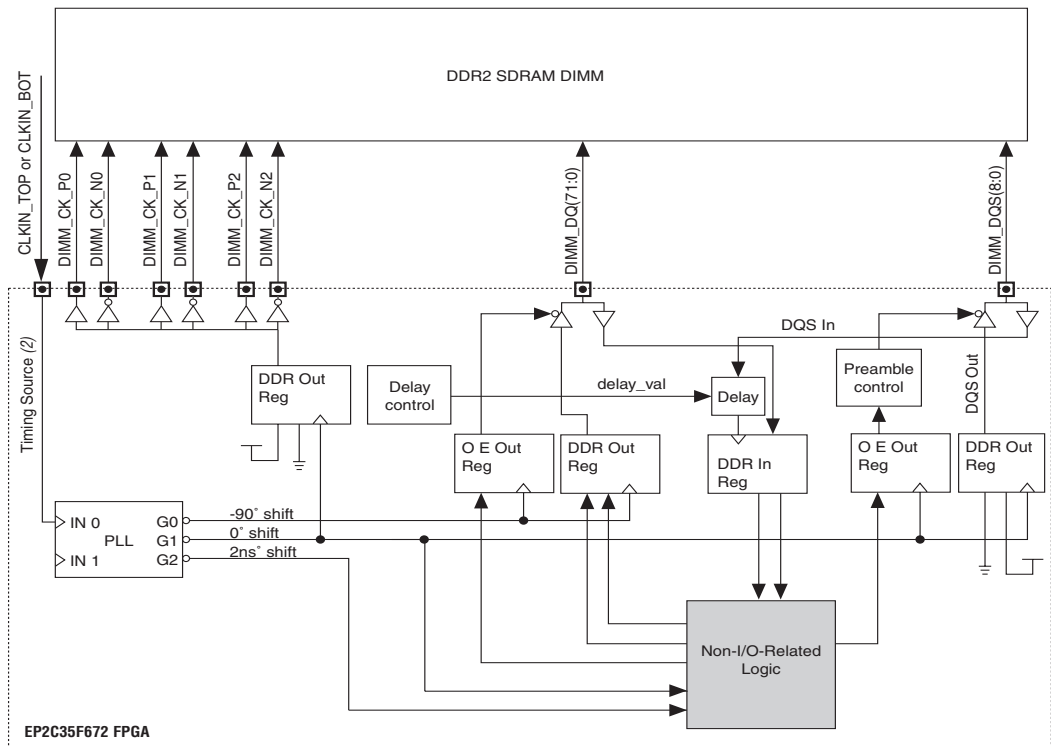 DDR2 SDRAM DIMM
CLKIN_TOP or CLKIN_BOT
DIMM_CK_P0
DIMM_CK_N0
DIMM_CK_P1
DIMM_CK_N1
DIMM_CK_P2
DIMM_CK_N2
DIMM_DQ(71:0)
DIMM_DQS(8:0)
Timing Source (2)
DQS In
DQS Out
DDR Out
Reg
Delay
control
delay_val
Delay
Preamble
control
O E Out
Reg
DDR Out
Reg
DDR In
Reg
O E Out
Reg
DDR Out
Reg
IN 0
PLL
IN 1
G0
G1
G2
-90˚ shift
0˚ shift
2ns˚ shift
Non-I/O-Related
Logic
EP2C35F672 FPGA